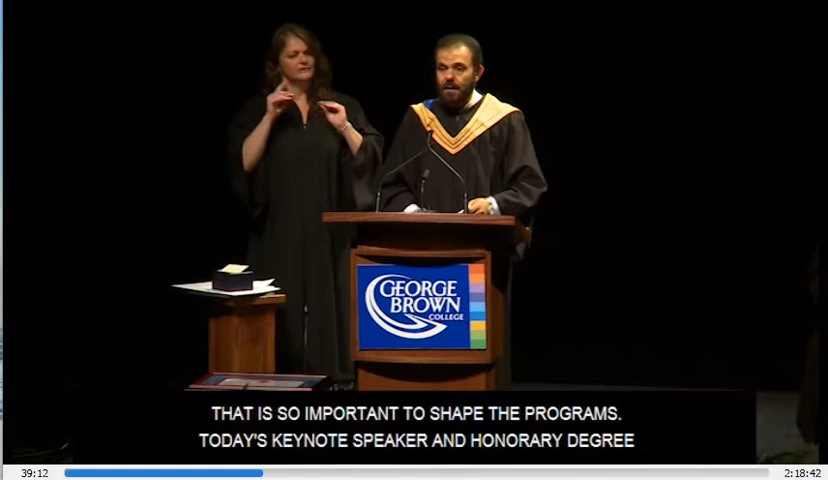 GEORGE
BROWN
COLLEGE
THAT IS SO IMPORTANT TO SHAPE THE PROGRAMS.
TODAY'S KEYNOTE SPEAKER AND HONORARY DEGREE
39:12
2:18:42